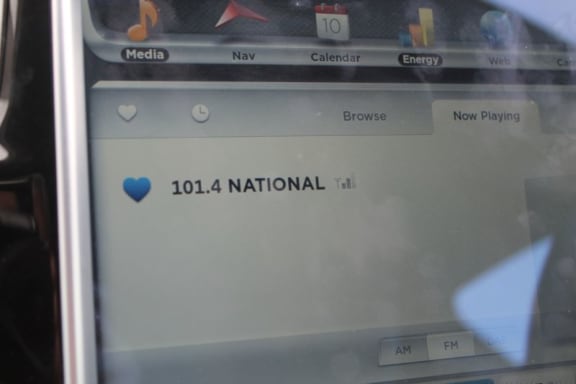 10
Media Nav Calendar Energy Web
Browse Now Playing
101.4 NATIONAL
AM FM